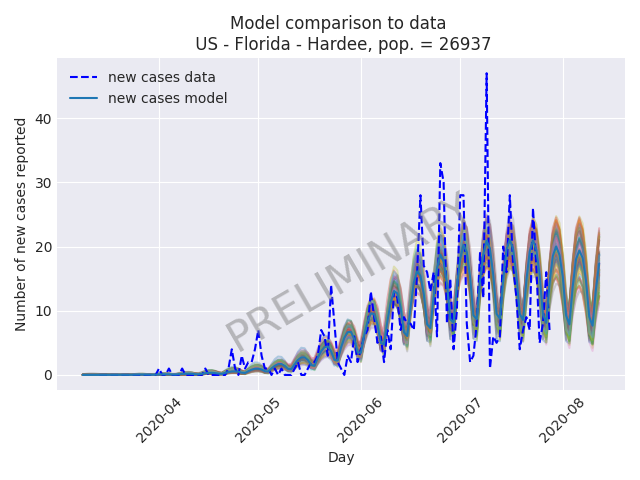 Model comparison to data
US - Florida - Hardee, pop. = 26937
new cases data
new cases model
Number of new cases reported
40
30
20
10
0
PRELIMINARY
2020-04
2020-05
2020-06
2020-07
2020-08
Day